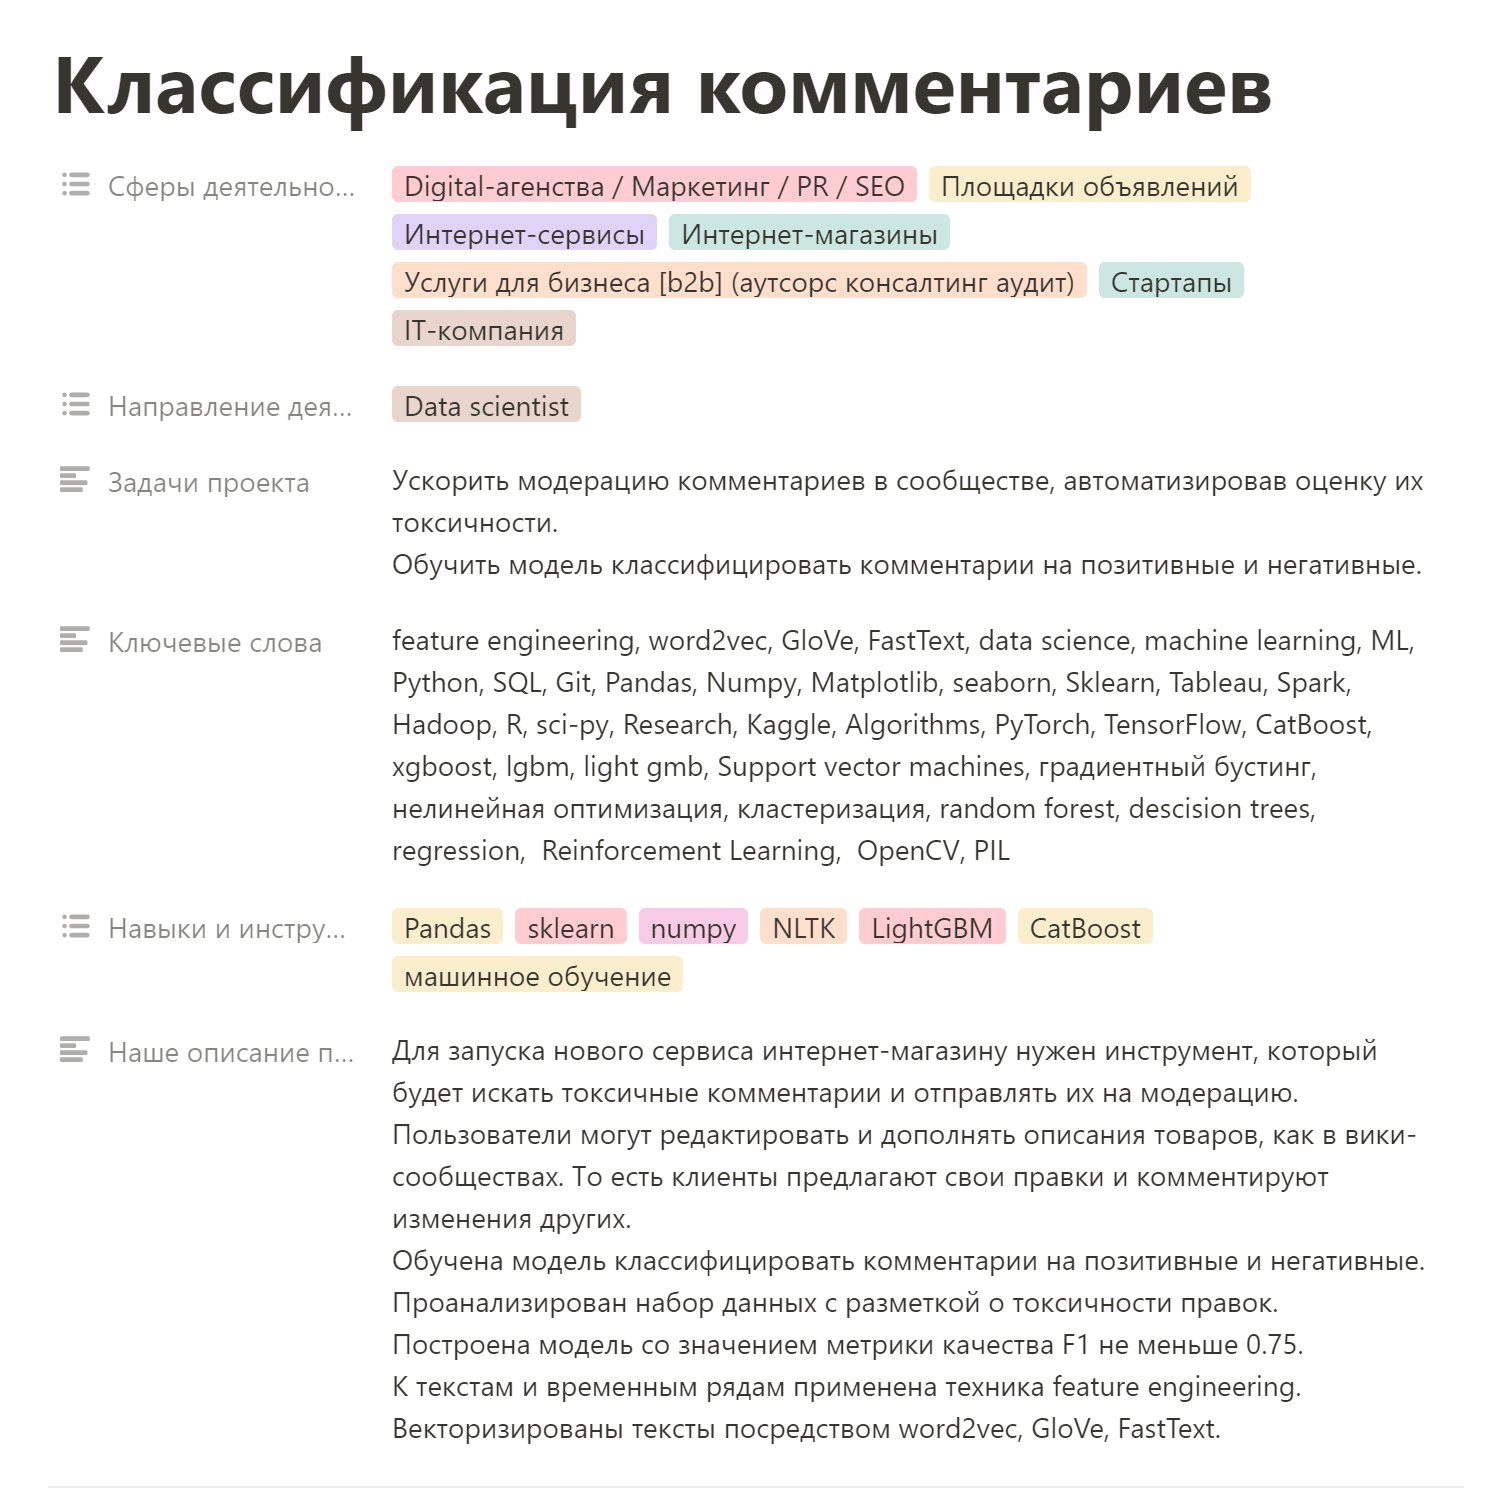 Классификация комментариев
Сферы деятельно...
Digital-агенства / Маркетинг / PR / SEO Площадки объявлений
Интернет-сервисы Интернет-магазины
Услуги для бизнеса [b2b] (аутсорс консалтинг аудит) Стартапы
IT-компания
Направление дея... Data scientist
Задачи проекта
Ускорить модерацию комментариев в сообществе, автоматизировав оценку их
токсичности.
Обучить модель классифицировать комментарии на позитивные и негативные.
Ключевые слова
feature engineering, word2vec, GloVe, FastText, data science, machine learning, ML,
Python, SQL, Git, Pandas, Numpy, Matplotlib, seaborn, Sklearn, Tableau, Spark,
Hadoop, R, sci-py, Research, Kaggle, Algorithms, PyTorch, TensorFlow, CatBoost,
xgboost, lgbm, light gmb, Support vector machines, градиентный бустинг,
нелинейная оптимизация, кластеризация, random forest, descision trees,
regression, Reinforcement Learning, OpenCV, PIL
Навыки и инстру...
Pandas sklearn numpy NLTK LightGBM CatBoost
машинное обучение
Наше описание п...
Для запуска нового сервиса интернет-магазину нужен инструмент, который
будет искать токсичные комментарии и отправлять их на модерацию.
Пользователи могут редактировать и дополнять описания товаров, как в вики-
сообществах. То есть клиенты предлагают свои правки и комментируют
изменения других.
Обучена модель классифицировать комментарии на позитивные и негативные.
Проанализирован набор данных с разметкой о токсичности правок.
Построена модель со значением метрики качества F1 не меньше 0.75.
К текстам и временным рядам применена техника feature engineering.
Векторизированы тексты посредством word2vec, GloVe, FastText.